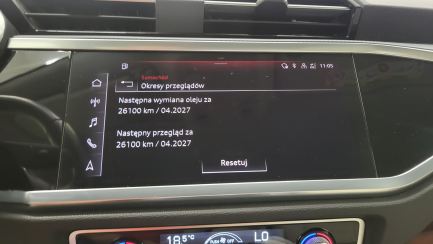 11:05
Samochód
Okresy przeglądów
Następna wymiana oleju za
26100 km / 04.2027
Następny przegląd za
26100 km / 04.2027
Resetuj
18.5°C
OFF
LO